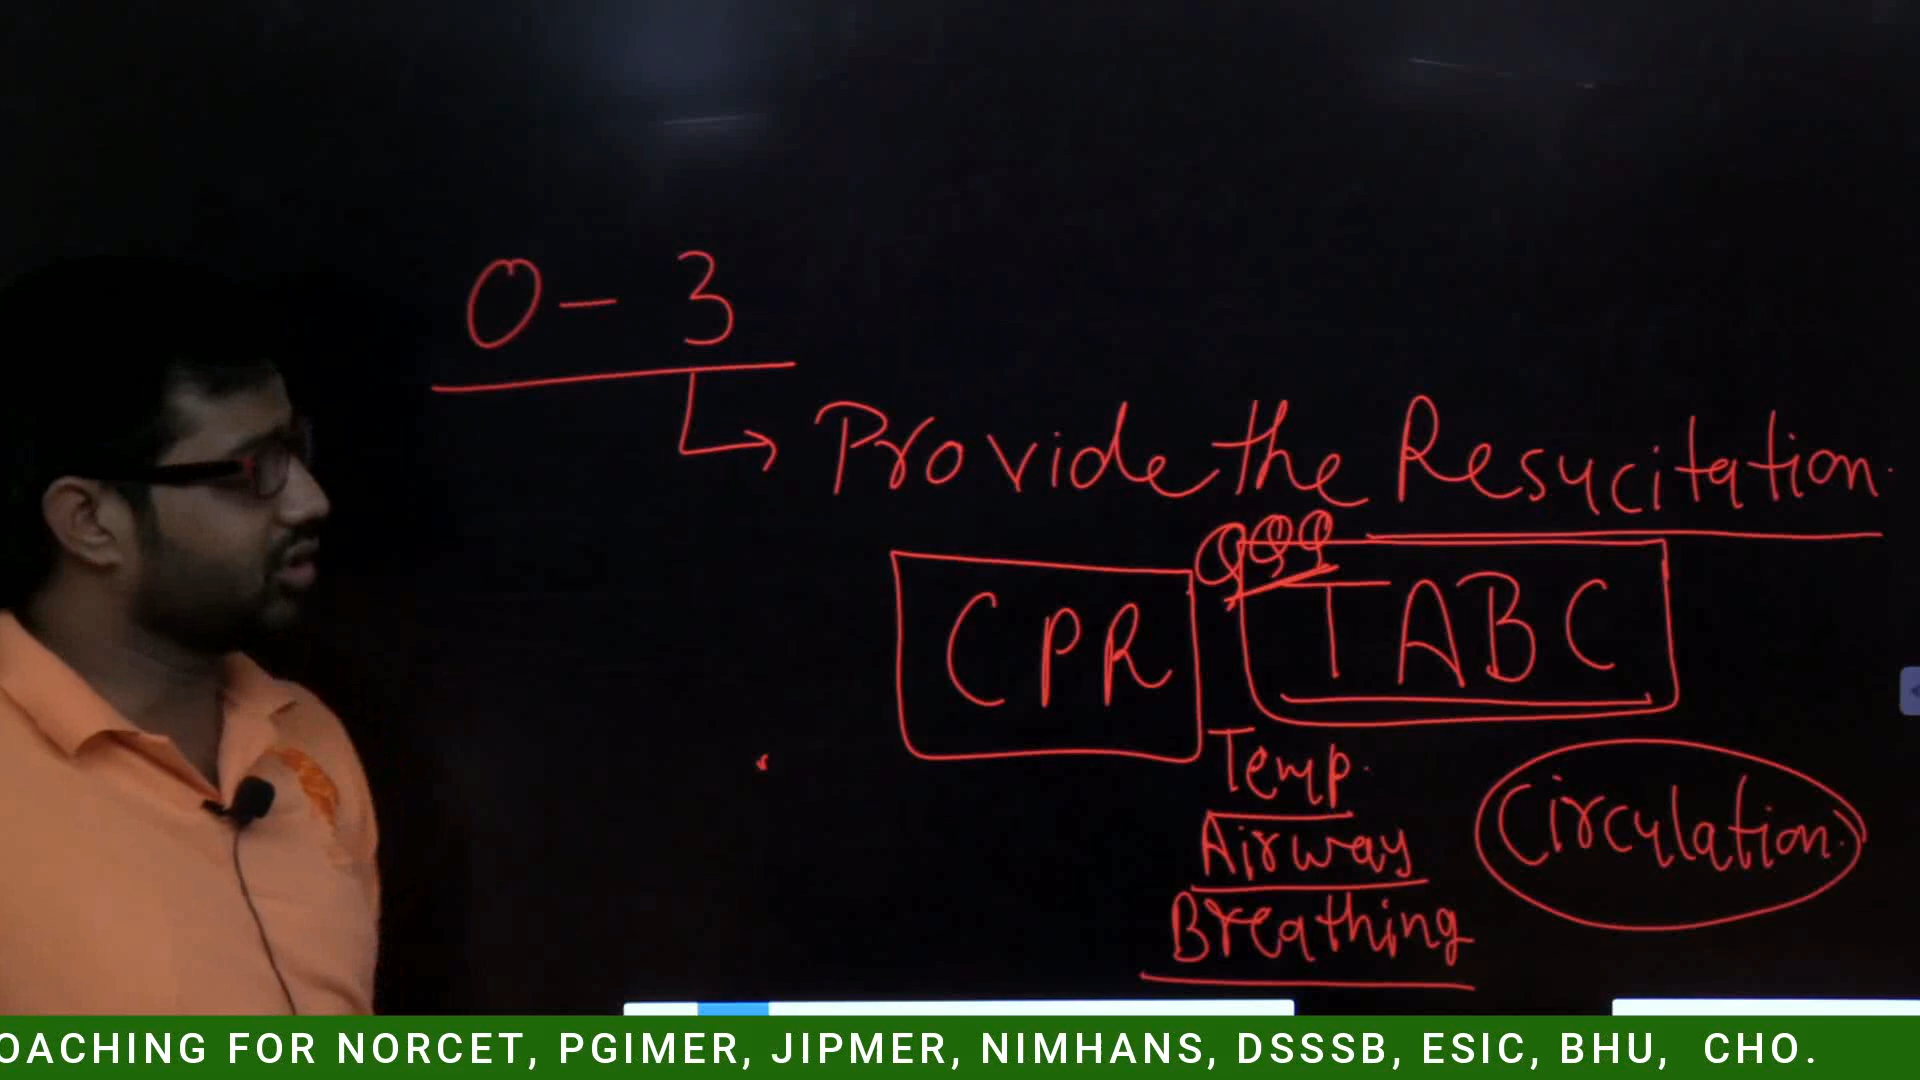 0 - 3
Provide the Resucitation.
CPR
TABC
Temp.
Airway
Breathing
Circulation.
OACHING FOR NORCET, PGIMER, JIPMER, NIMHANS, DSSSB, ESIC, BHU, CHO.